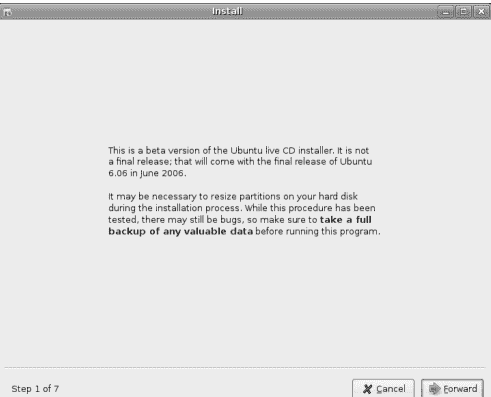 Install
This is a beta version of the Ubuntu live CD installer. It is not
a final release; that will come with the final release of Ubuntu
6.06 in June 2006.
It may be necessary to resize partitions on your hard disk
during the installation process. While this procedure has been
tested, there may still be bugs, so make sure to take a full
backup of any valuable data before running this program.
Step 1 of 7
Cancel
Forward